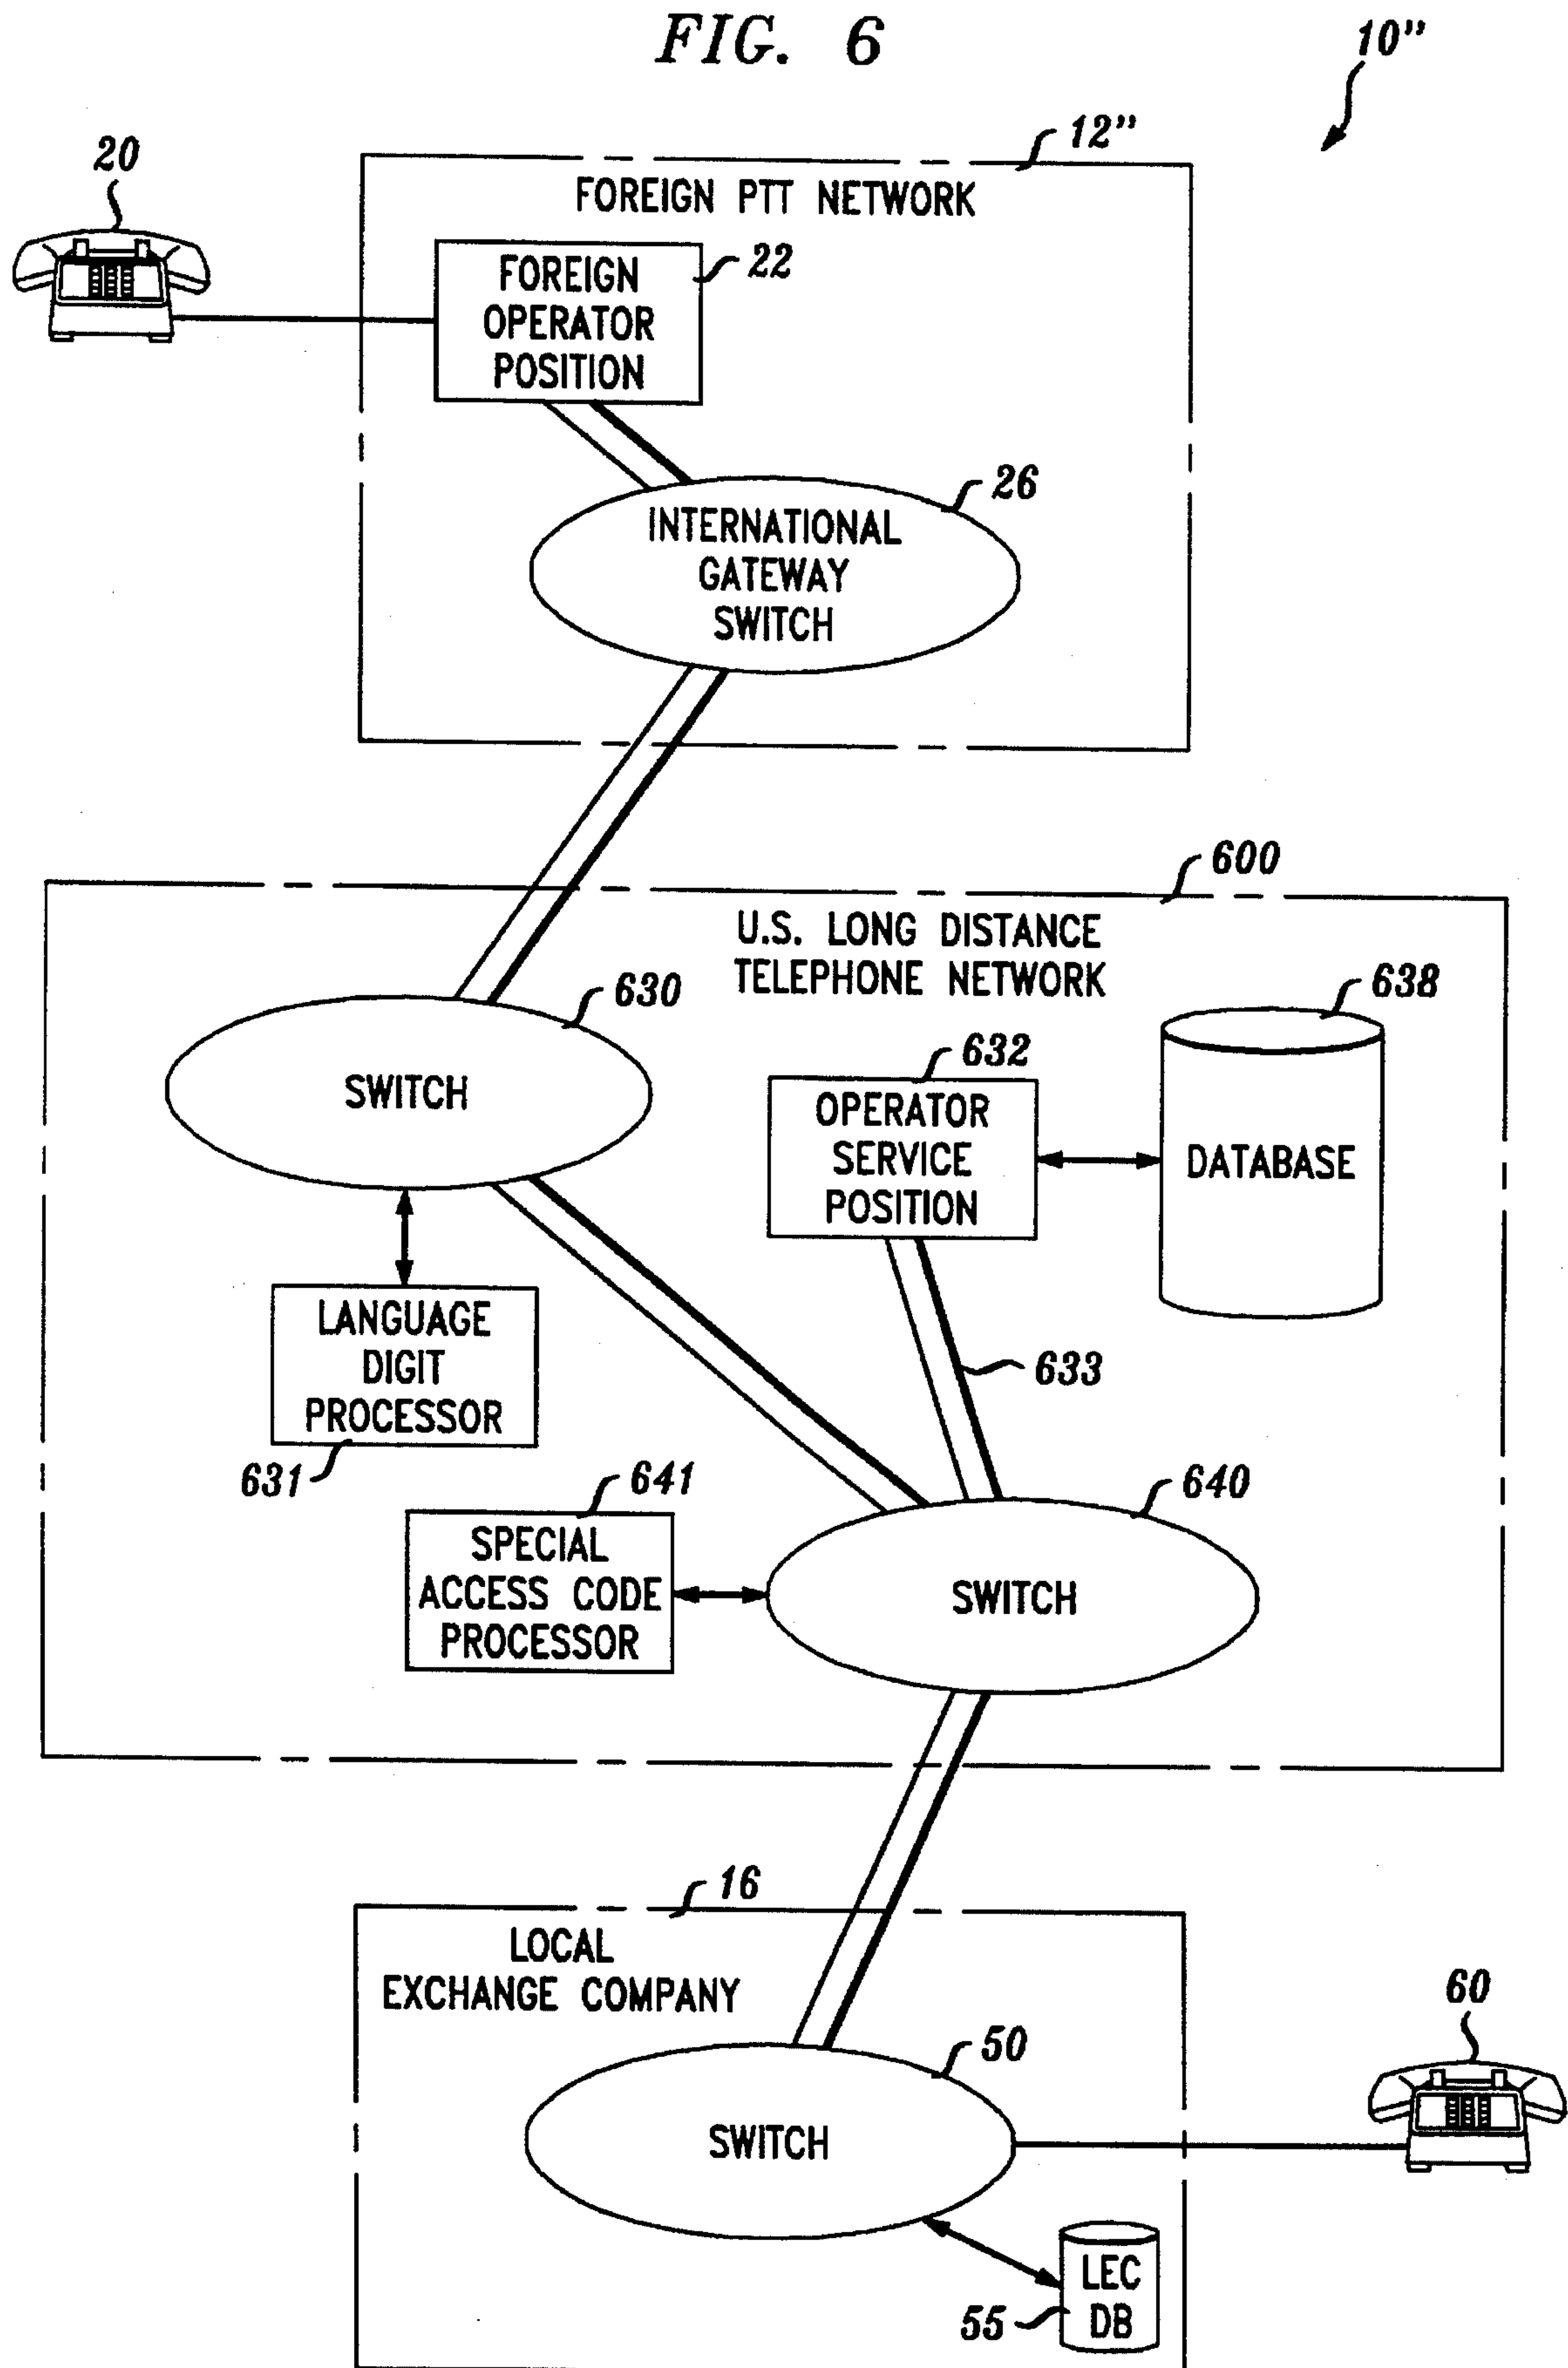 FIG. 6
10”
12”
20
FOREIGN PTT NETWORK
22
FOREIGN
OPERATOR
POSITION
26
INTERNATIONAL
GATEWAY
SWITCH
600
U.S. LONG DISTANCE
TELEPHONE NETWORK
630
638
SWITCH
632
OPERATOR
SERVICE
POSITION
DATABASE
LANGUAGE
DIGIT
PROCESSOR
633
631
641
640
SPECIAL
ACCESS CODE
PROCESSOR
SWITCH
16
LOCAL
EXCHANGE COMPANY
60
50
SWITCH
LEC
DB
55